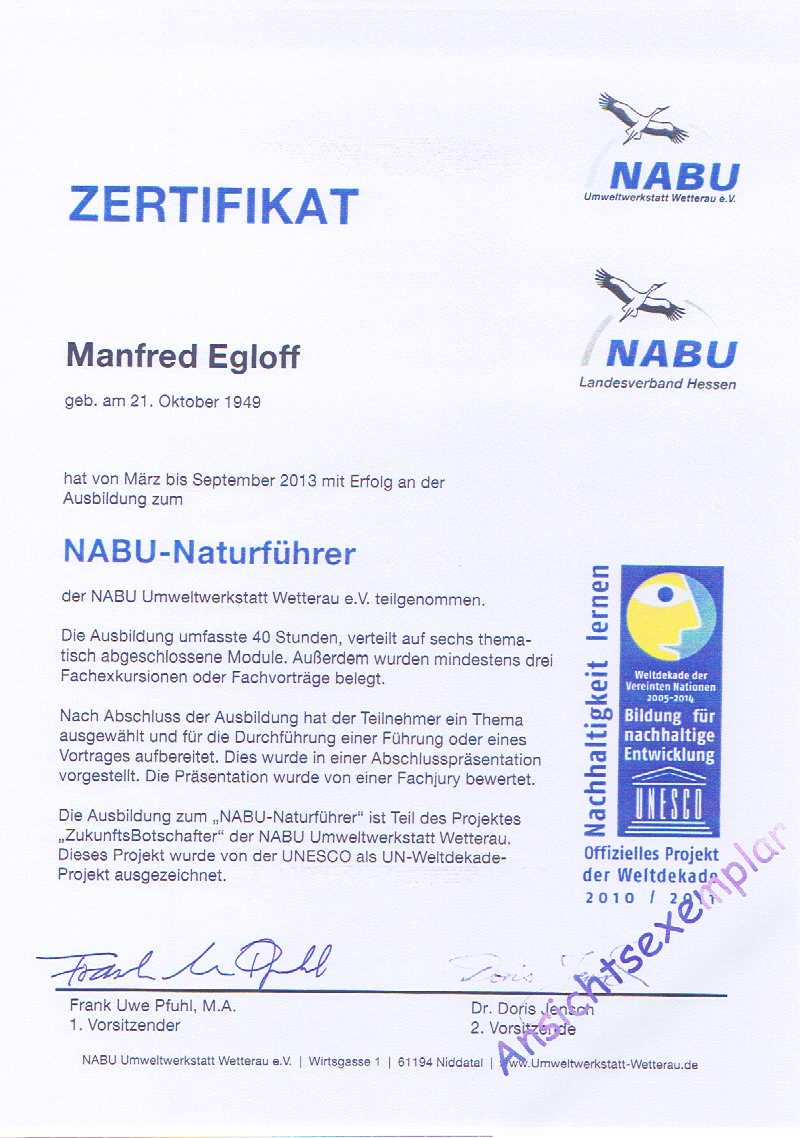 NABU
Umweltwerkstatt Wetterau e.V.
ZERTIFIKAT
NABU
Landesverband Hessen
Manfred Egloff
geb. am 21. Oktober 1949
hat von März bis September 2013 mit Erfolg an der
Ausbildung zum
NABU-Naturführer
der NABU Umweltwerkstatt Wetterau e.V. teilgenommen.
Die Ausbildung umfasste 40 Stunden, verteilt auf sechs thema-
tisch abgeschlossene Module. Außerdem wurden mindestens drei
Fachexkursionen oder Fachvorträge belegt.
Nach Abschluss der Ausbildung hat der Teilnehmer ein Thema
ausgewählt und für die Durchführung einer Führung oder eines
Vortrages aufbereitet. Dies wurde in einer Abschlusspräsentation
vorgestellt. Die Präsentation wurde von einer Fachjury bewertet.
Die Ausbildung zum „NABU-Naturführer“ ist Teil des Projektes
„ZukunftsBotschafter“ der NABU Umweltwerkstatt Wetterau.
Dieses Projekt wurde von der UNESCO als UN-Weltdekade-
Projekt ausgezeichnet.
Nachhaltigkeit lernen
Weltdekade der
Vereinten Nationen
2005-2014
Bildung für
nachhaltige
Entwicklung
UNESCO
Offizielles Projekt
der Weltdekade
2010 / 2011
Ansichtsexemplar
Frank Uwe Pfuhl
Frank Uwe Pfuhl, M.A.
1. Vorsitzender
Doris
Dr. Doris Jensch
2. Vorsitzende
NABU Umweltwerkstatt Wetterau e.V. | Wirtsgasse 1 | 61194 Niddatal | www.Umweltwerkstatt-Wetterau.de